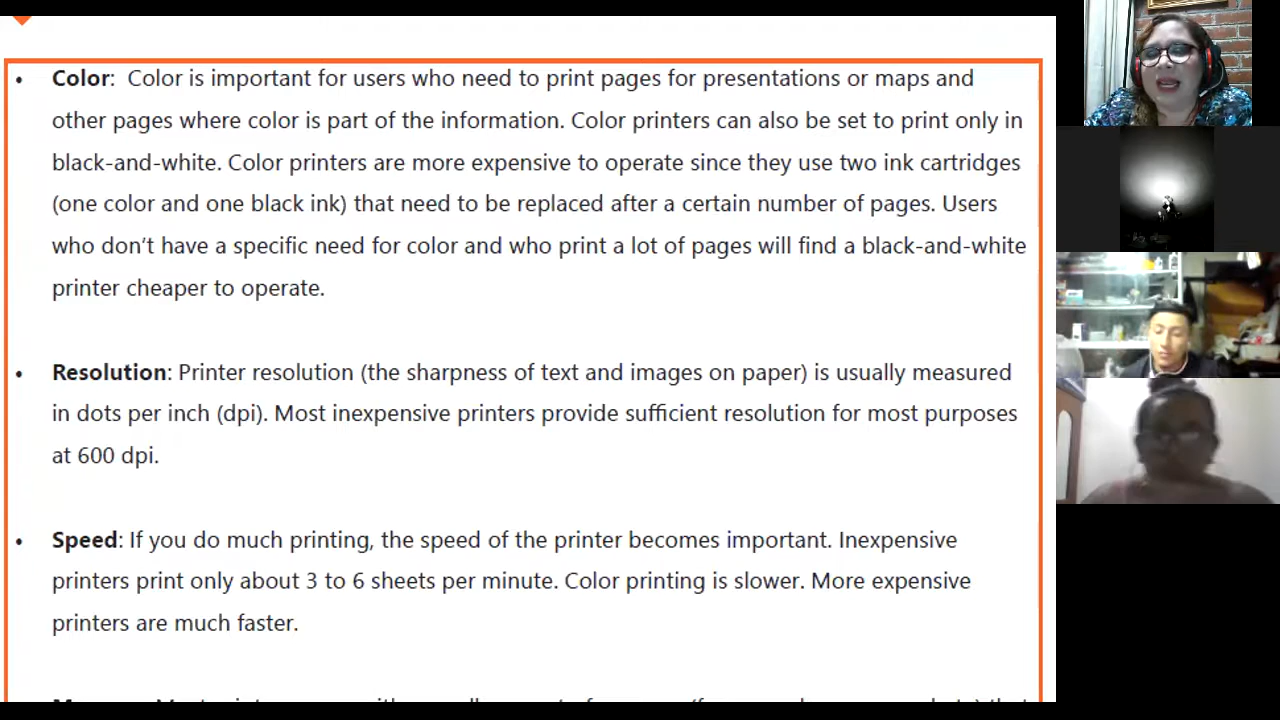 • Color:  Color is important for users who need to print pages for presentations or maps and
other pages where color is part of the information. Color printers can also be set to print only in
black-and-white. Color printers are more expensive to operate since they use two ink cartridges
(one color and one black ink) that need to be replaced after a certain number of pages. Users
who don’t have a specific need for color and who print a lot of pages will find a black-and-white
printer cheaper to operate.
• Resolution: Printer resolution (the sharpness of text and images on paper) is usually measured
in dots per inch (dpi). Most inexpensive printers provide sufficient resolution for most purposes
at 600 dpi.
• Speed: If you do much printing, the speed of the printer becomes important. Inexpensive
printers print only about 3 to 6 sheets per minute. Color printing is slower. More expensive
printers are much faster.